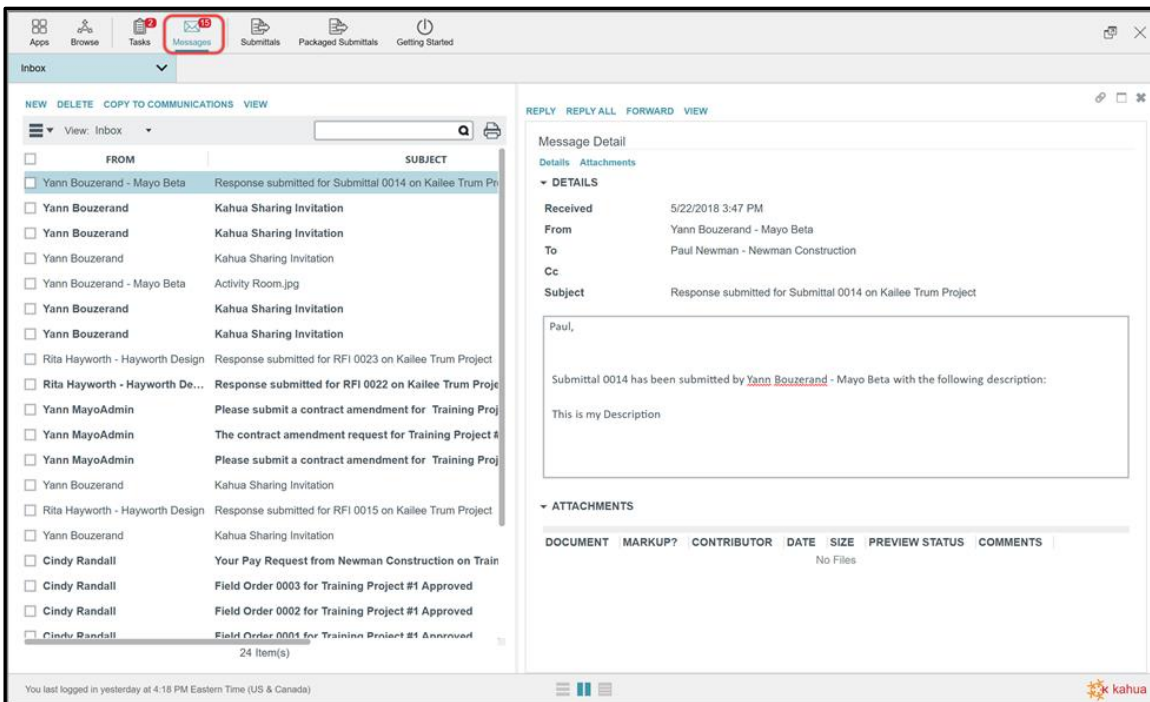 2
15
Apps Browse Tasks Messages Submittals Packaged Submittals Getting Started
Inbox
NEW DELETE COPY TO COMMUNICATIONS VIEW
View: Inbox
FROM SUBJECT
Yann Bouzerand - Mayo Beta Response submitted for Submittal 0014 on Kailee Trum Pr
Yann Bouzerand Kahua Sharing Invitation
Yann Bouzerand Kahua Sharing Invitation
Yann Bouzerand Kahua Sharing Invitation
Yann Bouzerand - Mayo Beta Activity Room.jpg
Yann Bouzerand Kahua Sharing Invitation
Yann Bouzerand Kahua Sharing Invitation
Rita Hayworth - Hayworth Design Response submitted for RFI 0023 on Kailee Trum Project
Rita Hayworth - Hayworth De... Response submitted for RFI 0022 on Kailee Trum Proje
Yann MayoAdmin Please submit a contract amendment for Training Proj
Yann MayoAdmin The contract amendment request for Training Project #
Yann MayoAdmin Please submit a contract amendment for Training Proj
Yann Bouzerand Kahua Sharing Invitation
Rita Hayworth - Hayworth Design Response submitted for RFI 0015 on Kailee Trum Project
Yann Bouzerand Kahua Sharing Invitation
Cindy Randall Your Pay Request from Newman Construction on Train
Cindy Randall Field Order 0003 for Training Project #1 Approved
Cindy Randall Field Order 0002 for Training Project #1 Approved
Cindy Randall Field Order 0001 for Training Project #1 Approved
24 Item(s)
REPLY REPLY ALL FORWARD VIEW
Message Detail
Details Attachments
DETAILS
Received 5/22/2018 3:47 PM
From Yann Bouzerand - Mayo Beta
To Paul Newman - Newman Construction
Cc
Subject Response submitted for Submittal 0014 on Kailee Trum Project
Paul,
Submittal 0014 has been submitted by Yann Bouzerand - Mayo Beta with the following description:
This is my Description
ATTACHMENTS
DOCUMENT MARKUP? CONTRIBUTOR DATE SIZE PREVIEW STATUS COMMENTS
No Files
You last logged in yesterday at 4:18 PM Eastern Time (US & Canada)
kahua